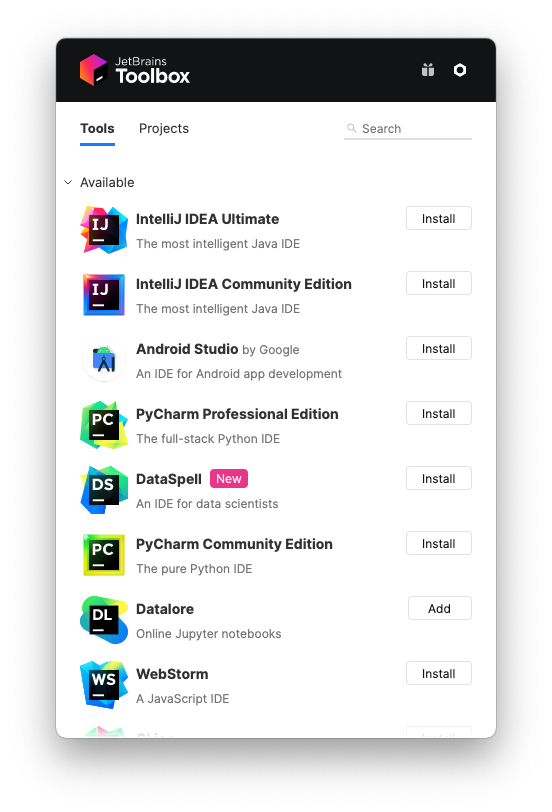 JetBrains
Toolbox
Tools Projects Search
Available
IJ IntelliJ IDEA Ultimate Install
The most intelligent Java IDE
IJ IntelliJ IDEA Community Edition Install
The most intelligent Java IDE
Android Studio by Google Install
An IDE for Android app development
PC PyCharm Professional Edition Install
The full-stack Python IDE
DS DataSpell New Install
An IDE for data scientists
PC PyCharm Community Edition Install
The pure Python IDE
DL Datalore Add
Online Jupyter notebooks
WS WebStorm Install
A JavaScript IDE